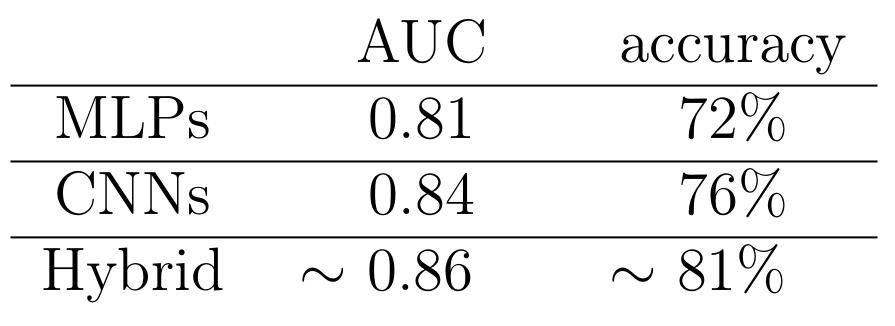 AUC accuracy
MLPs 0.81 72%
CNNs 0.84 76%
Hybrid ∼ 0.86 ∼ 81%